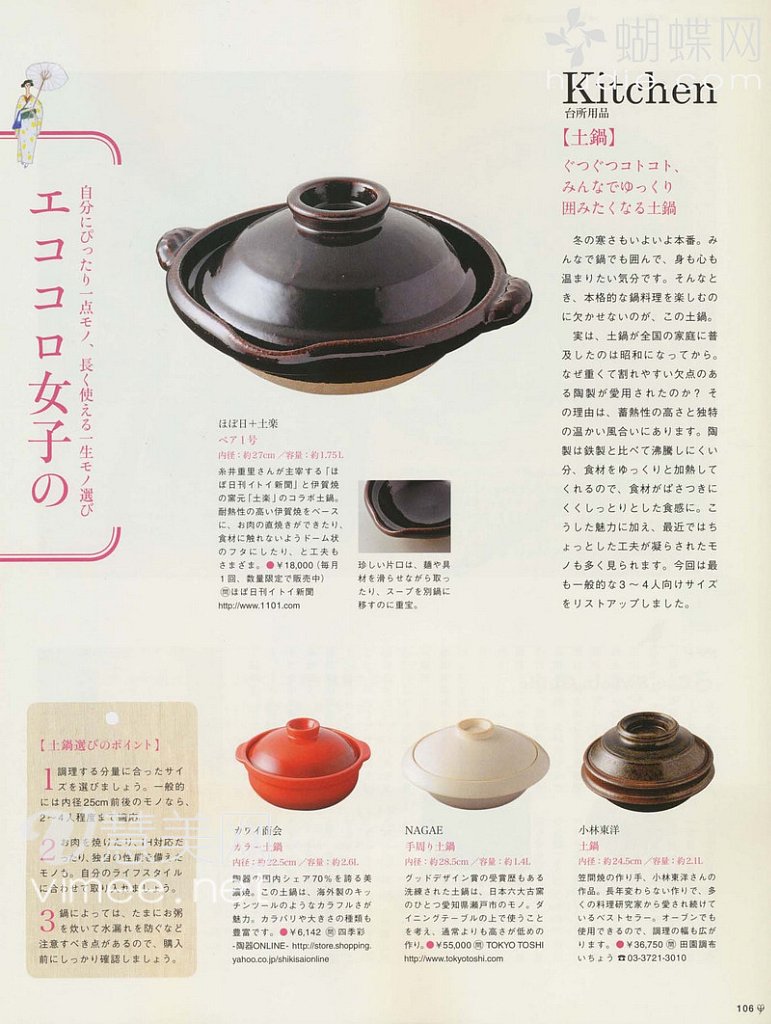 蝴蝶网
Kitchen
台所用品
【土鍋】
ぐつぐつコトコト、
みんなでゆっくり
囲みたくなる土鍋
冬の寒さもいよいよ本番。み
んなで鍋でも囲んで、身も心も
温まりたい気分です。そんなと
き、本格的な鍋料理を楽しむの
に欠かせないのが、この土鍋。
実は、土鍋が全国の家庭に普
及したのは昭和になってから。
なぜ重くて割れやすい欠点のあ
る陶製が愛用されたのか？ そ
の理由は、蓄熱性の高さと独特
の温かい風合いにあります。陶
製は鉄製と比べて沸騰しにくい
分、食材をゆっくりと加熱して
くれるので、食材がぱさつきに
くくしっとりとした食感に。こ
うした魅力に加え、最近ではち
ょっとした工夫が凝らされたモ
ノも多く見られます。今回は最
も一般的な3〜4人向けサイズ
をリストアップしました。
自分にぴったり一点モノ、長く使える一生モノ選び
エココロ女子の
ほぼ日＋土楽
ベア1号
内径：約27cm／容量：約1.75L
糸井重里さんが主宰する「ほ
ぼ日刊イトイ新聞」と伊賀焼
の窯元「土楽」のコラボ土鍋。
耐熱性の高い伊賀焼をベース
に、お肉の直焼きができたり、
食材に触れないようドーム状
のフタにしたり、と工夫も
さまざま。●￥18,000（毎月
1回、数量限定で販売中）
㉄ほぼ日刊イトイ新聞
http://www.1101.com
珍しい片口は、麺や具
材を滑らせながら取っ
たり、スープを別鍋に
移すのに重宝。
【土鍋選びのポイント】
1 調理する分量に合ったサイ
ズを選びましょう。一般的
には内径25cm前後のモノなら、
2〜4人程度まで適応。
2 お肉を焼けたり、IH対応だ
ったり、独自の性能を備えた
モノも。自分のライフスタイル
に合わせて取り入れましょう。
3 鍋によっては、たまにお粥
を炊いて水漏れを防ぐなど
注意すべき点があるので、購入
前にしっかり確認しましょう。
カワイ商会
カラー土鍋
内径：約22.5cm／容量：約2.6L
陶器の国内シェア70％を誇る美
濃焼。この土鍋は、海外製のキッ
チンツールのようなカラフルさが
魅力。カラバリや大きさの種類も
豊富です。●￥6,142 ㉄ 四季彩
-陶器ONLINE- http://store.shopping.
yahoo.co.jp/shikisaionline
NAGAE
手周り土鍋
内径：約28.5cm／容量：約1.4L
グッドデザイン賞の受賞歴もある
洗練された土鍋は、日本六大古窯
のひとつ愛知県瀬戸市のモノ。ダ
イニングテーブルの上で使うこと
を考え、通常よりも高さが低めの
作り。●￥55,000 ㉄ TOKYO TOSHI
http://www.tokyotoshi.com
小林東洋
土鍋
内径：約24.5cm／容量：約2.1L
笠間焼の作り手、小林東洋さんの
作品。長年変わらない作りで、多
くの料理研究家から愛され続けて
いるベストセラー。オーブンでも
使用できるので、調理の幅も広が
ります。●￥36,750 ㉄ 田園調布
いちょう ☎03-3721-3010
106